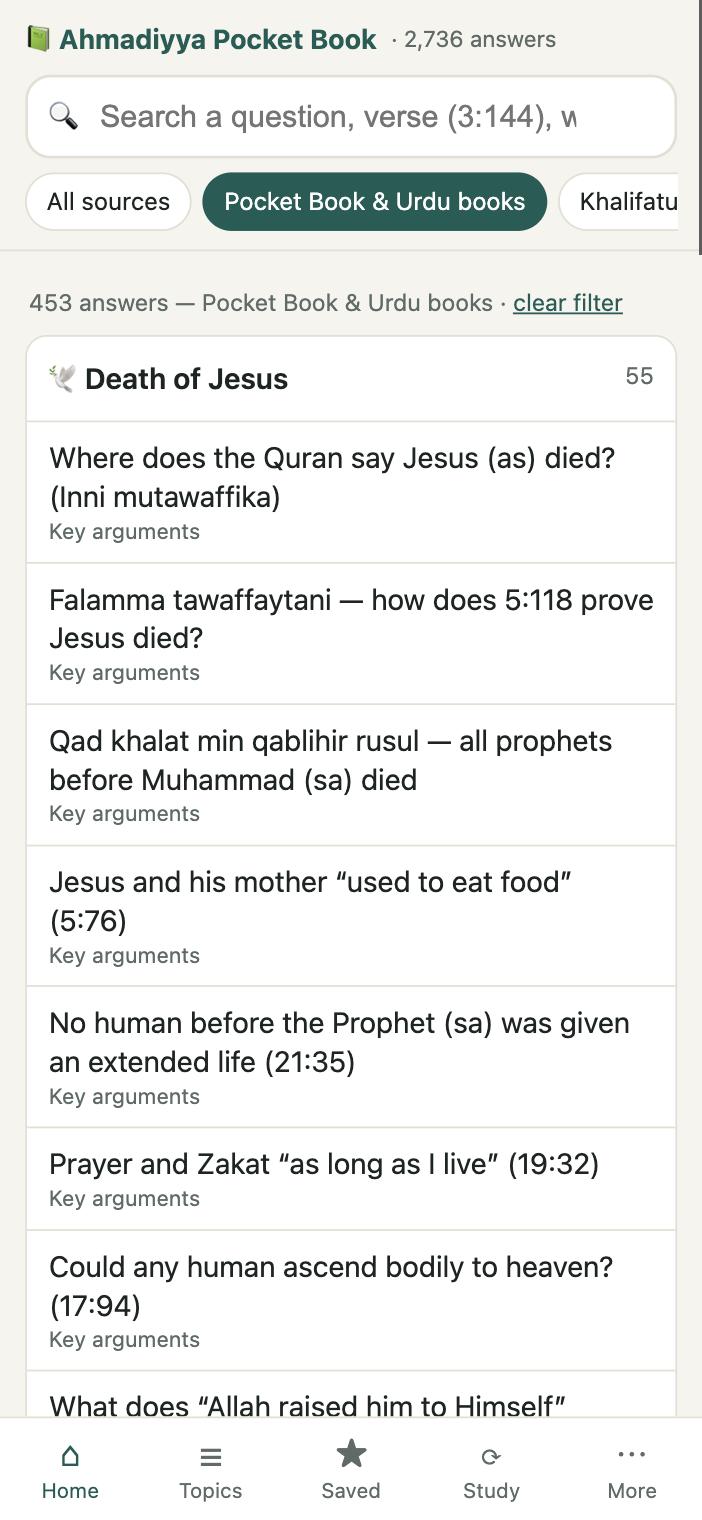 Ahmadiyya Pocket Book · 2,736 answers
Search a question, verse (3:144), w
All sources
Pocket Book & Urdu books
Khalifatu
453 answers — Pocket Book & Urdu books · clear filter
Death of Jesus 55
Where does the Quran say Jesus (as) died?
(Inni mutawaffika)
Key arguments
Falamma tawaffaytani — how does 5:118 prove
Jesus died?
Key arguments
Qad khalat min qablihir rusul — all prophets
before Muhammad (sa) died
Key arguments
Jesus and his mother “used to eat food”
(5:76)
Key arguments
No human before the Prophet (sa) was given
an extended life (21:35)
Key arguments
Prayer and Zakat “as long as I live” (19:32)
Key arguments
Could any human ascend bodily to heaven?
(17:94)
Key arguments
What does “Allah raised him to Himself”
Home
Topics
Saved
Study
More